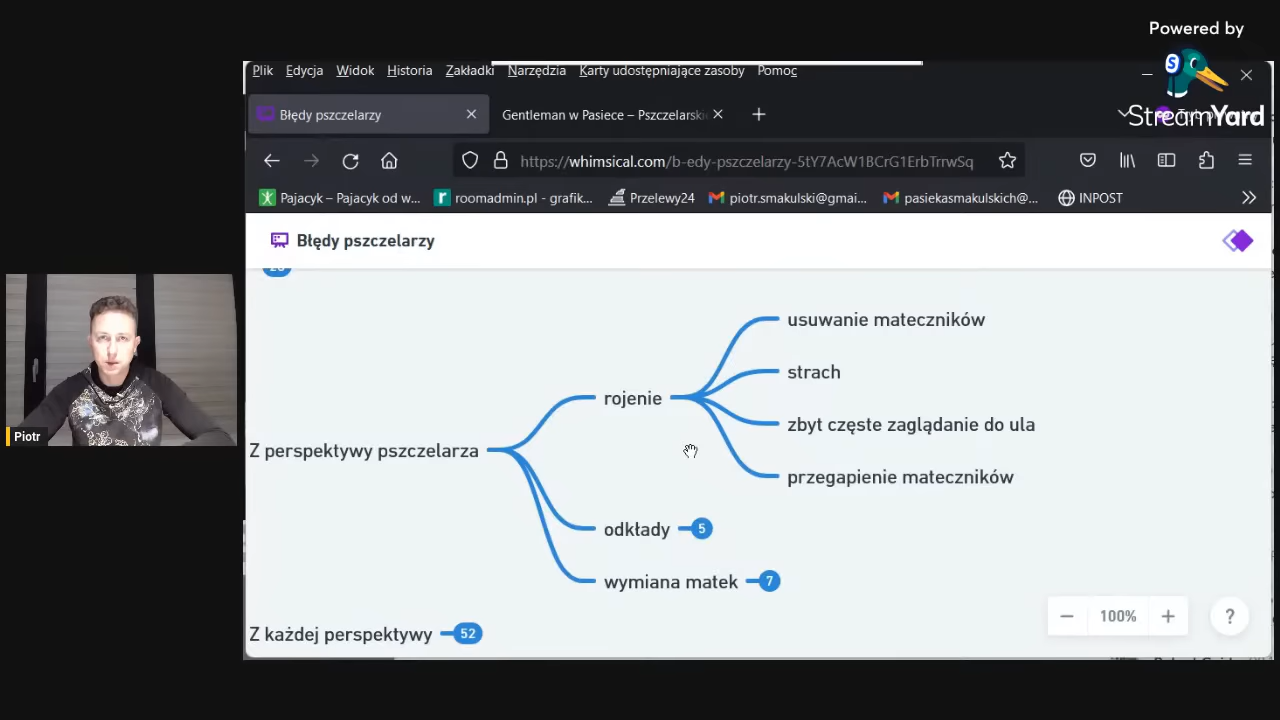 Powered by
StreamYard
Plik Edycja Widok Historia Zakładki Narzędzia Karty udostępniające zasoby Pomoc
Błędy pszczelarzy
Gentleman w Pasiece – Pszczelarski
https://whimsical.com/b-edy-pszczelarzy-5tY7AcW1BCrG1ErbTrrwSq
Pajacyk – Pajacyk od w...
roomadmin.pl - grafik...
Przelewy24
piotr.smakulski@gmai...
pasiekasmakulskich@...
INPOST
Błędy pszczelarzy
usuwanie mateczników
strach
rojenie
zbyt częste zaglądanie do ula
Z perspektywy pszczelarza
przegapienie mateczników
odkłady 5
wymiana matek 7
Z każdej perspektywy 52
100%
?
Piotr